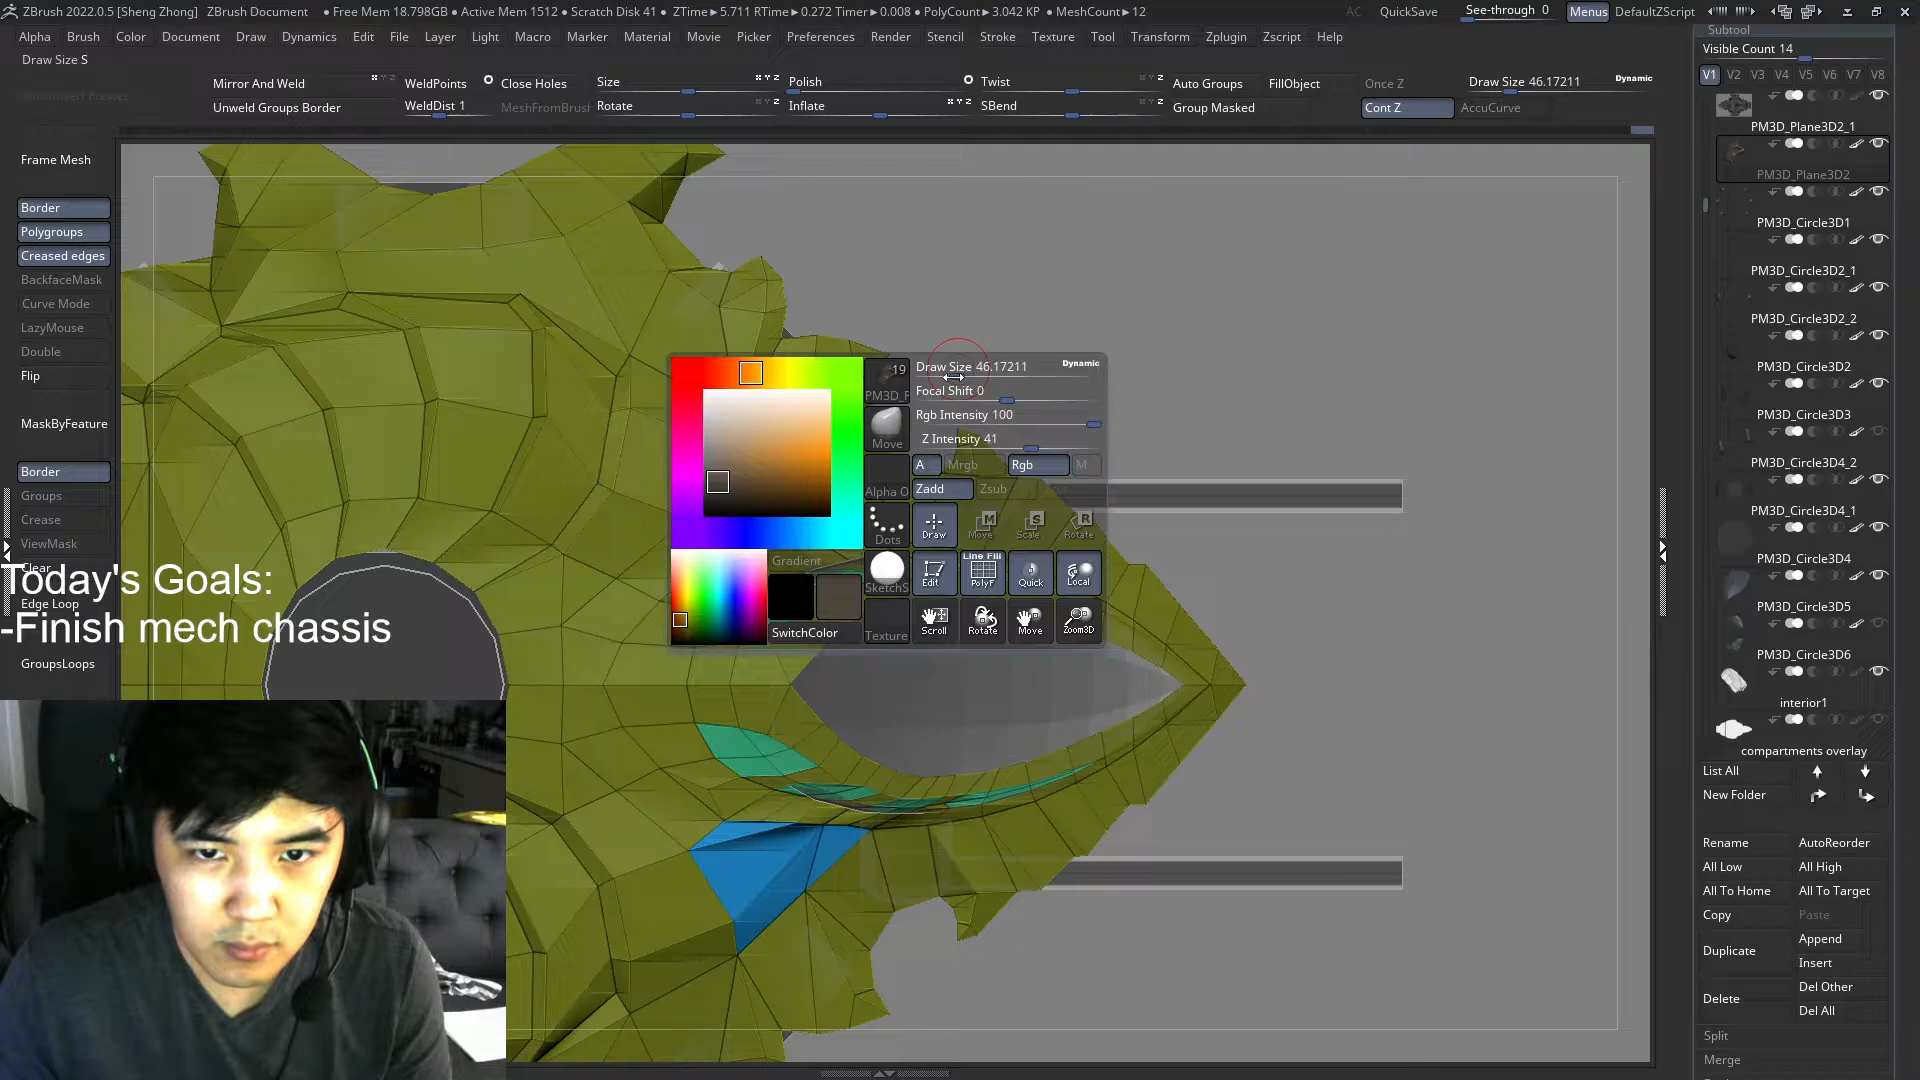 ZBrush 2022.0.5 [Sheng Zhong] ZBrush Document • Free Mem 18.798GB • Active Mem 1512 • Scratch Disk 41 • ZTime▸5.711 RTime▸0.272 Timer▸0.008 • PolyCount▸3.042 KP • MeshCount▸12 AC QuickSave See-through 0 Menus DefaultZScript
Alpha Brush Color Document Draw Dynamics Edit File Layer Light Macro Marker Material Movie Picker Preferences Render Stencil Stroke Texture Tool Transform Zplugin Zscript Help
Draw Size S
Mirror And Weld WeldPoints Close Holes Size Polish Twist Auto Groups FillObject Once Z Draw Size 46.17211 Dynamic
Unweld Groups Border WeldDist 1 MeshFromBrush Rotate Inflate SBend Group Masked Cont Z AccuCurve
Frame Mesh
Border
Polygroups
Creased edges
BackfaceMask
Curve Mode
LazyMouse
Double
Flip
MaskByFeature
Border
Groups
Crease
ViewMask
Clear
Edge Loop
GroupsLoops
Today's Goals:
-Finish mech chassis
19
PM3D_P
Move
Alpha O
Dots
SketchS
Texture
Gradient
SwitchColor
Draw Size 46.17211 Dynamic
Focal Shift 0
Rgb Intensity 100
Z Intensity 41
A Mrgb Rgb M
Zadd Zsub
Draw Move Scale Rotate
Line Fill
Edit PolyF Quick Local
Scroll Rotate Move Zoom3D
Subtool
Visible Count 14
V1 V2 V3 V4 V5 V6 V7 V8
PM3D_Plane3D2_1
PM3D_Plane3D2
PM3D_Circle3D1
PM3D_Circle3D2_1
PM3D_Circle3D2_2
PM3D_Circle3D2
PM3D_Circle3D3
PM3D_Circle3D4_2
PM3D_Circle3D4_1
PM3D_Circle3D4
PM3D_Circle3D5
PM3D_Circle3D6
interior1
compartments overlay
List All
New Folder
Rename AutoReorder
All Low All High
All To Home All To Target
Copy Paste
Duplicate Append
Insert
Delete Del Other
Del All
Split
Merge